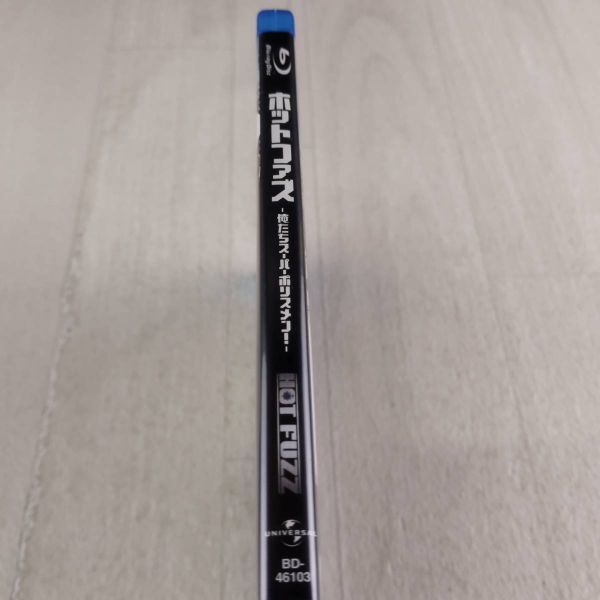 Blu-ray Disc
ホットファズ
-俺たちスーパーポリスメン!-
HOT FUZZ
UNIVERSAL
BD-
46103